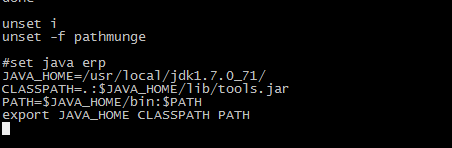 done

unset i
unset -f pathmunge

#set java erp
JAVA_HOME=/usr/local/jdk1.7.0_71/
CLASSPATH=.:$JAVA_HOME/lib/tools.jar
PATH=$JAVA_HOME/bin:$PATH
export JAVA_HOME CLASSPATH PATH